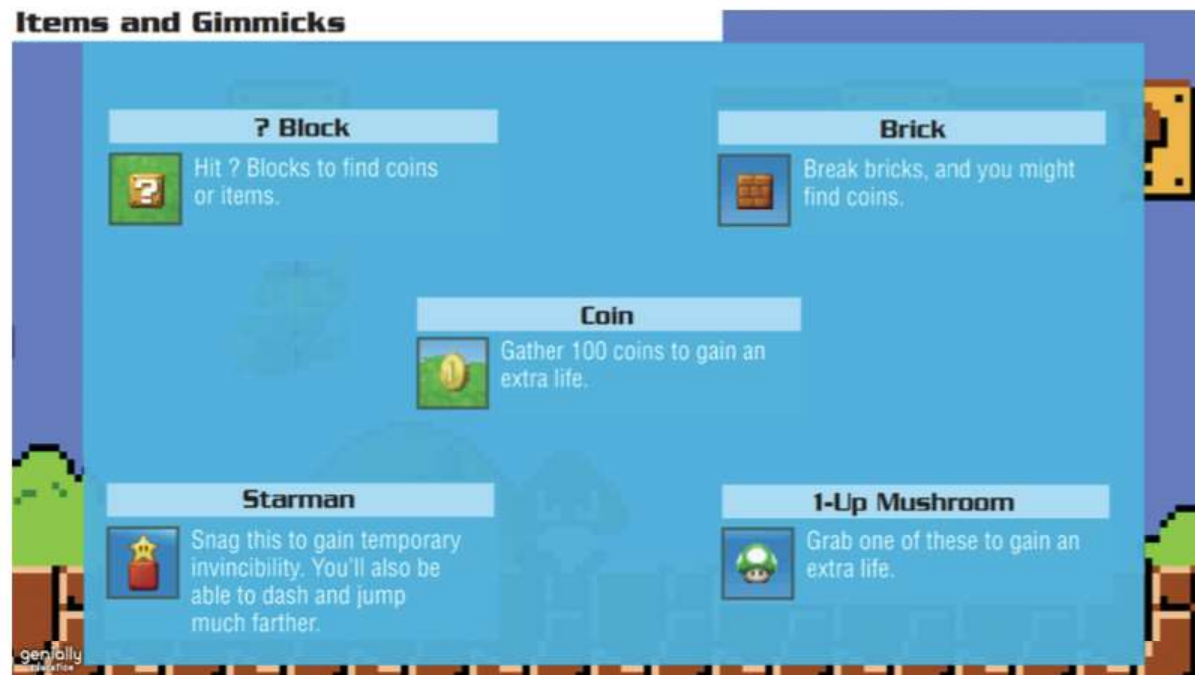 Items and Gimmicks
? Block
Hit ? Blocks to find coins
or items.
Brick
Break bricks, and you might
find coins.
Coin
Gather 100 coins to gain an
extra life.
Starman
Snag this to gain temporary
invincibility. You'll also be
able to dash and jump
much farther.
1-Up Mushroom
Grab one of these to gain an
extra life.
genially
education